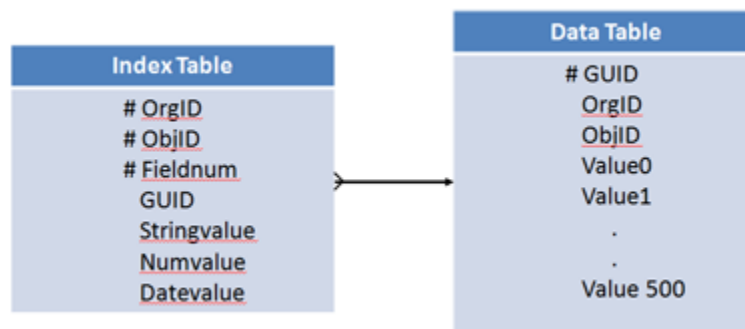 Index Table
# OrgID
# ObjID
# Fieldnum
GUID
Stringvalue
Numvalue
Datevalue
Data Table
# GUID
OrgID
ObjID
Value0
Value1
.
.
Value 500